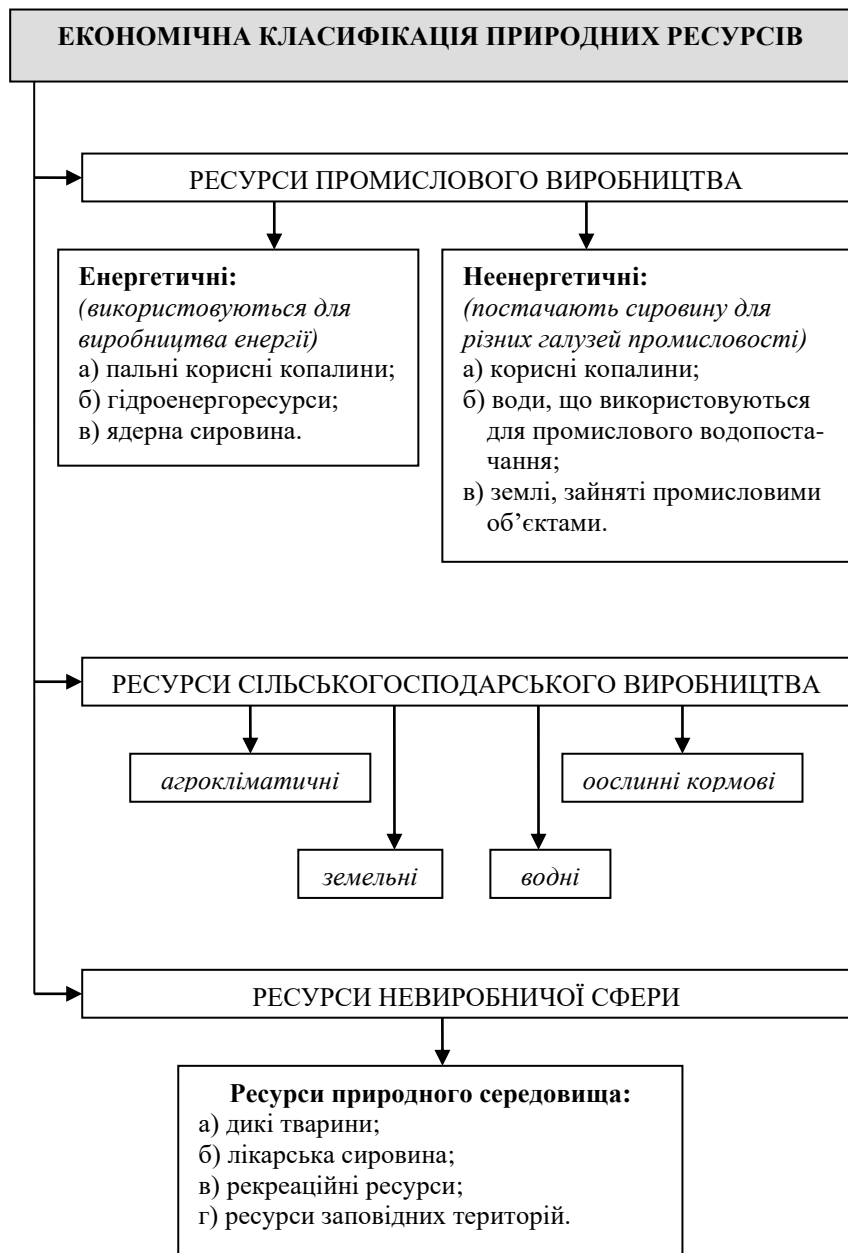 ЕКОНОМІЧНА КЛАСИФІКАЦІЯ ПРИРОДНИХ РЕСУРСІВ
РЕСУРСИ ПРОМИСЛОВОГО ВИРОБНИЦТВА
Енергетичні:
(використовуються для
виробництва енергії)
а) пальні корисні копалини;
б) гідроенергоресурси;
в) ядерна сировина.
Неенергетичні:
(постачають сировину для
різних галузей промисловості)
а) корисні копалини;
б) води, що використовуються
для промислового водопоста-
чання;
в) землі, зайняті промисловими
об’єктами.
РЕСУРСИ СІЛЬСЬКОГОСПОДАРСЬКОГО ВИРОБНИЦТВА
агрокліматичні
оослинні кормові
земельні
водні
РЕСУРСИ НЕВИРОБНИЧОЇ СФЕРИ
Ресурси природного середовища:
а) дикі тварини;
б) лікарська сировина;
в) рекреаційні ресурси;
г) ресурси заповідних територій.